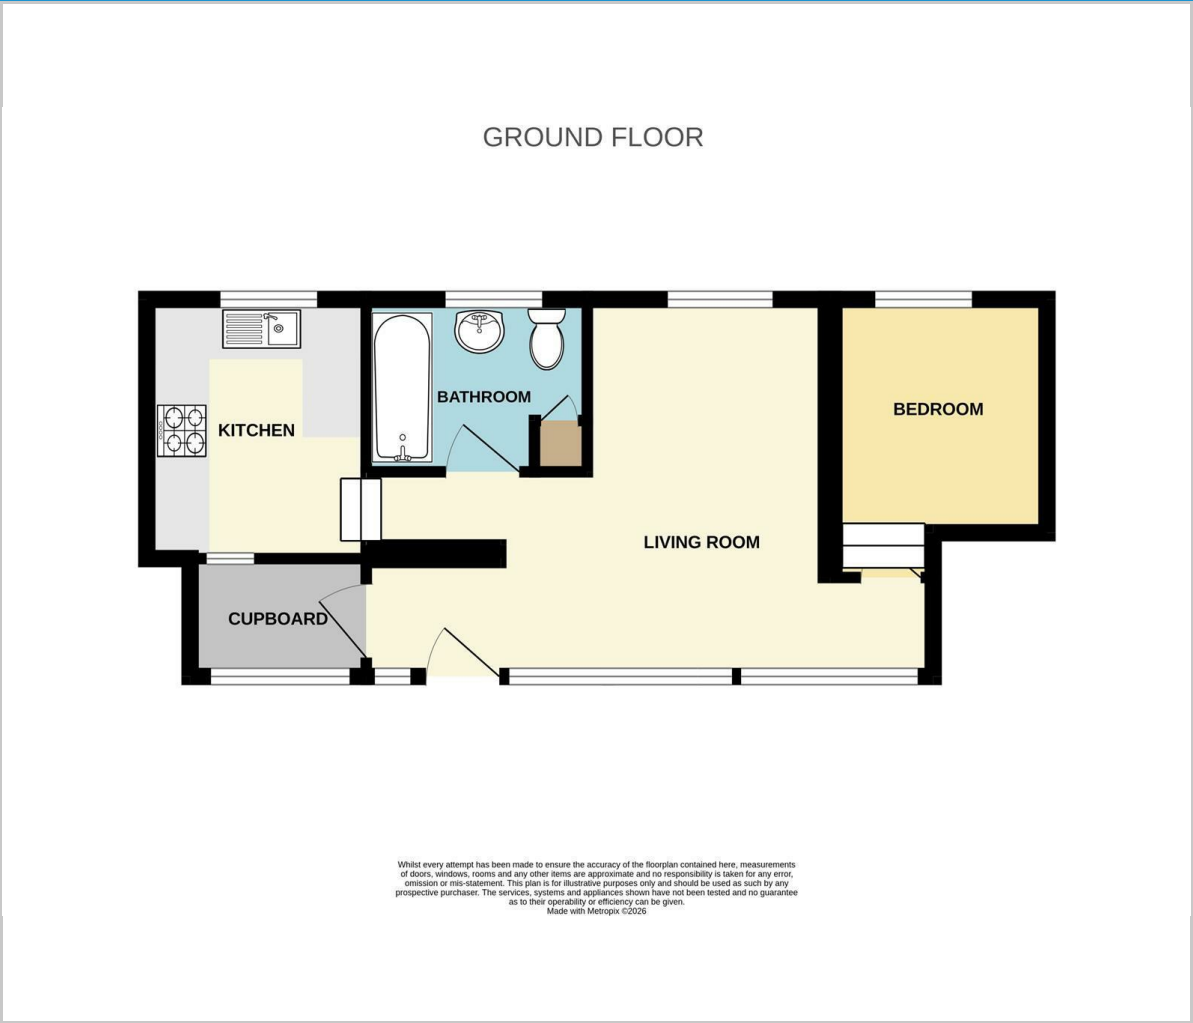 GROUND FLOOR
KITCHEN
BATHROOM
LIVING ROOM
BEDROOM
CUPBOARD
Whilst every attempt has been made to ensure the accuracy of the floorplan contained here, measurements
of doors, windows, rooms and any other items are approximate and no responsibility is taken for any error,
omission or mis-statement. This plan is for illustrative purposes only and should be used as such by any
prospective purchaser. The services, systems and appliances shown have not been tested and no guarantee
as to their operability or efficiency can be given.
Made with Metropix ©2026